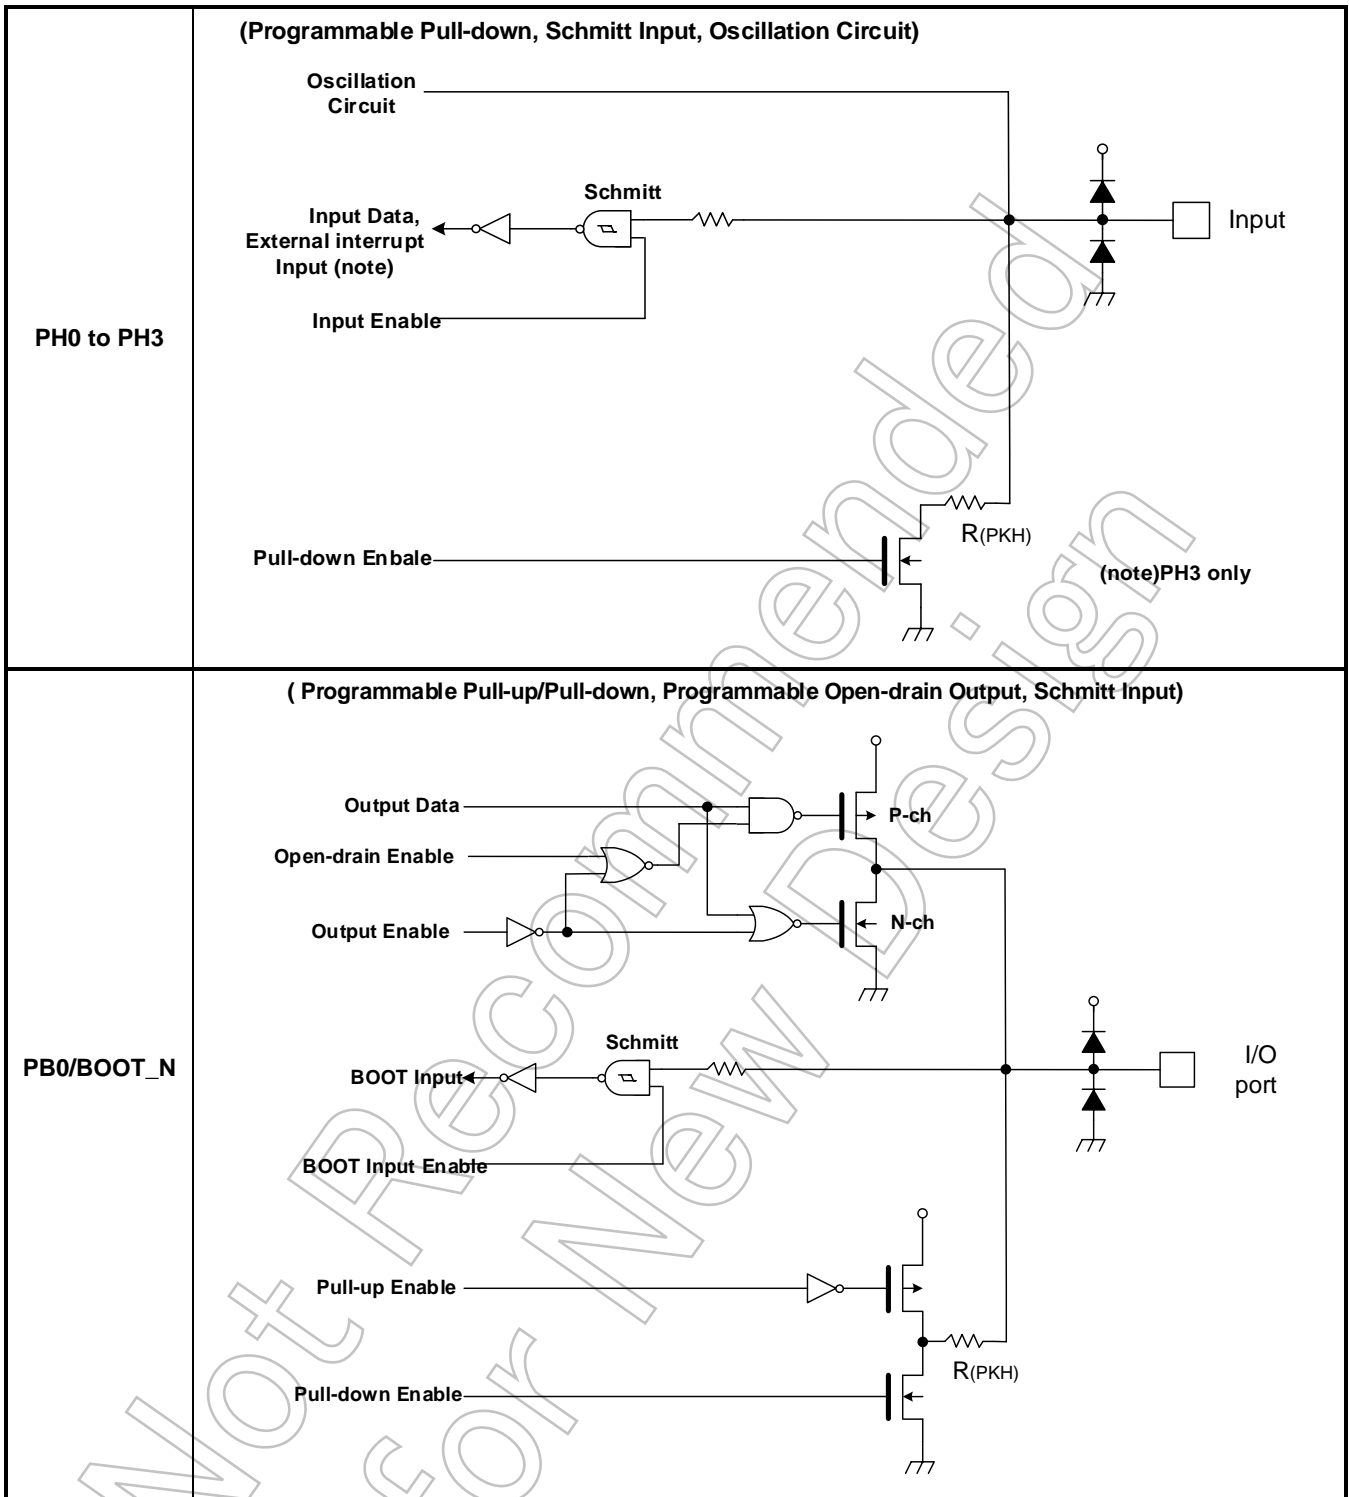 (Programmable Pull-down, Schmitt Input, Oscillation Circuit)
Oscillation
Circuit
Schmitt
Input Data,
External interrupt
Input (note)
Input
Input Enable
PH0 to PH3
R(PKH)
Pull-down Enbale
(note)PH3 only
( Programmable Pull-up/Pull-down, Programmable Open-drain Output, Schmitt Input)
Output Data
P-ch
Open-drain Enable
Output Enable
N-ch
Schmitt
PB0/BOOT_N
BOOT Input
I/O
port
BOOT Input Enable
Pull-up Enable
R(PKH)
Pull-down Enable
Not Recommended
for New Design